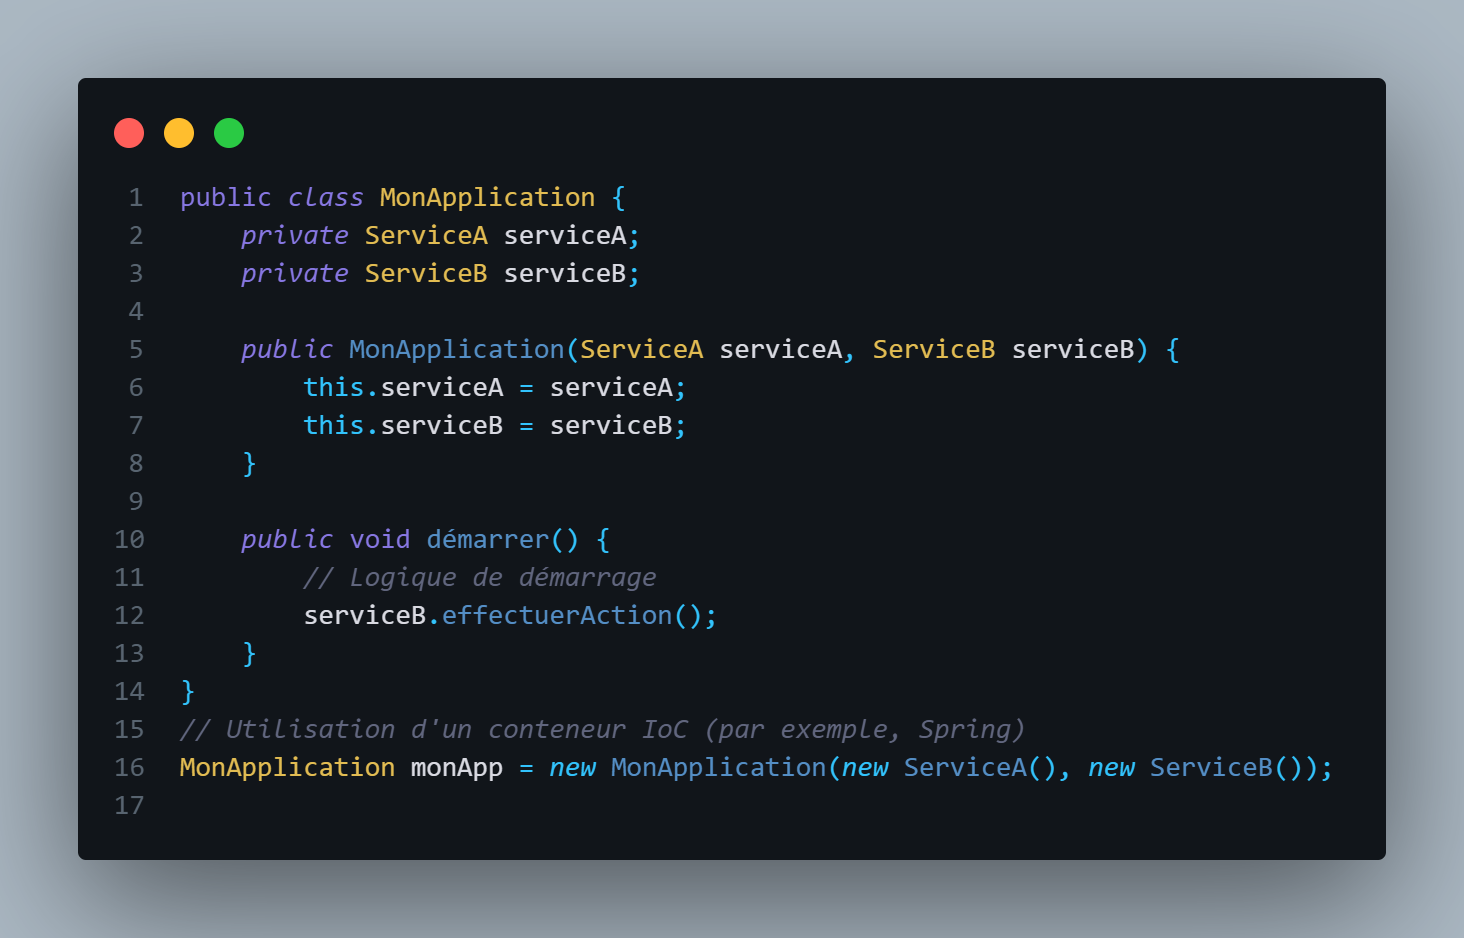 1 public class MonApplication {
2     private ServiceA serviceA;
3     private ServiceB serviceB;
4
5     public MonApplication(ServiceA serviceA, ServiceB serviceB) {
6         this.serviceA = serviceA;
7         this.serviceB = serviceB;
8     }
9
10     public void démarrer() {
11         // Logique de démarrage
12         serviceB.effectuerAction();
13     }
14 }
15 // Utilisation d'un conteneur IoC (par exemple, Spring)
16 MonApplication monApp = new MonApplication(new ServiceA(), new ServiceB());
17